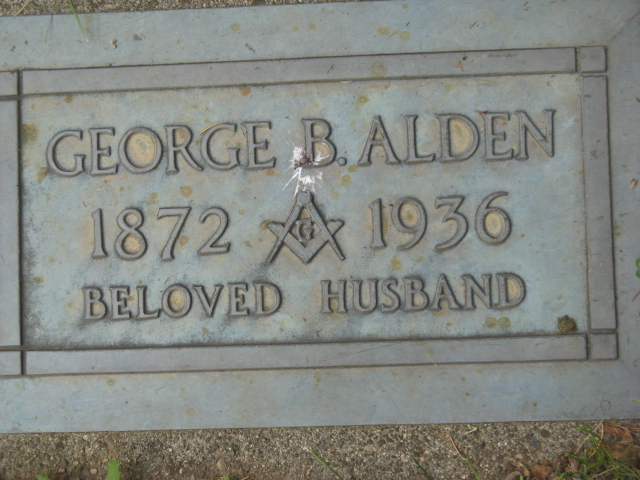 GEORGE B. ALDEN
1872 G 1936
BELOVED HUSBAND